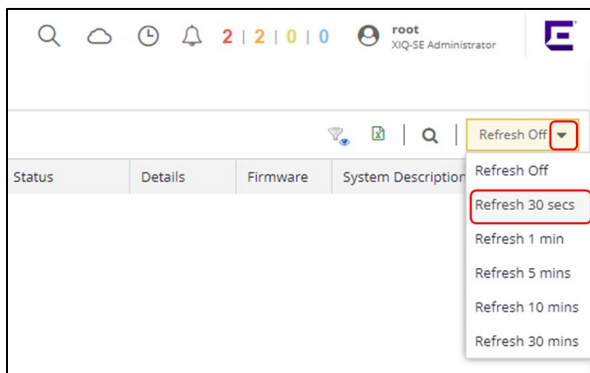 2 | 2 | 0 | 0 root
XIQ-SE Administrator
Refresh Off
Status Details Firmware System Description
Refresh Off
Refresh 30 secs
Refresh 1 min
Refresh 5 mins
Refresh 10 mins
Refresh 30 mins